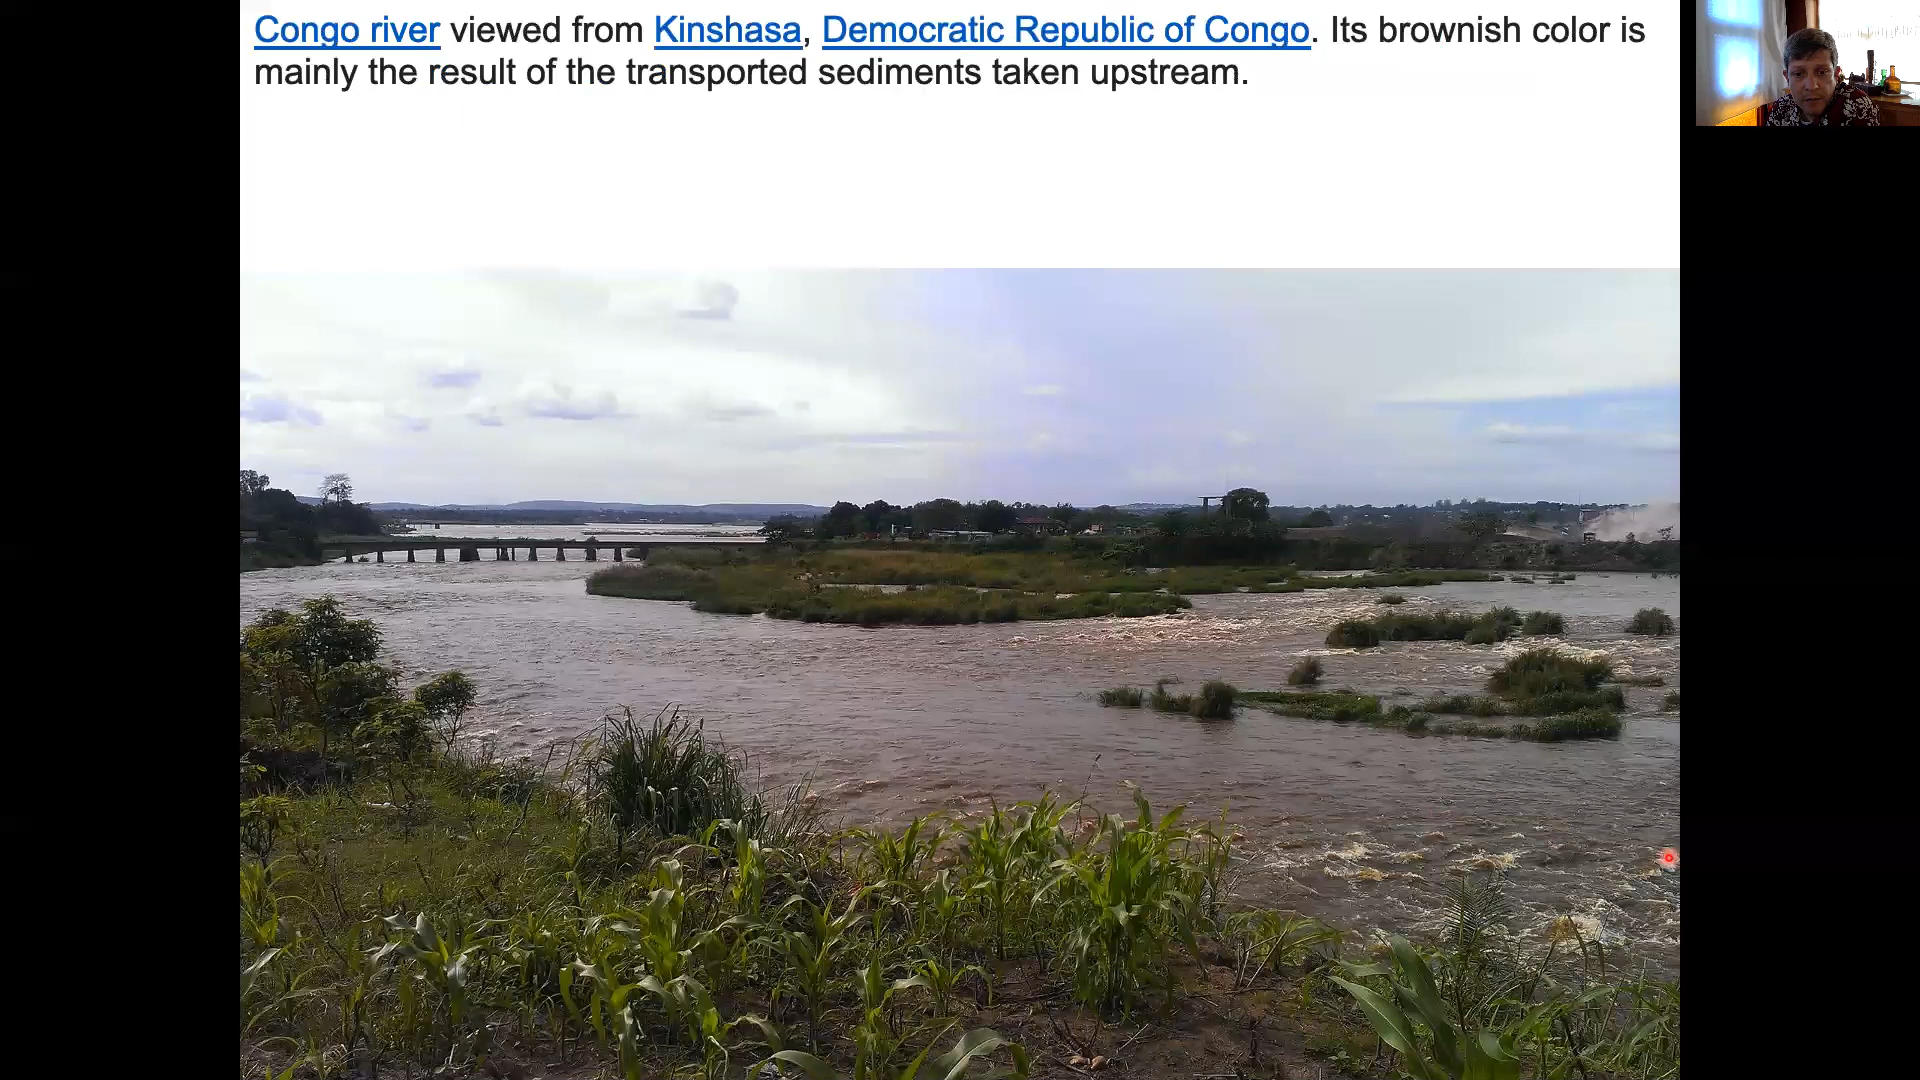 Congo river viewed from Kinshasa, Democratic Republic of Congo. Its brownish color is
mainly the result of the transported sediments taken upstream.